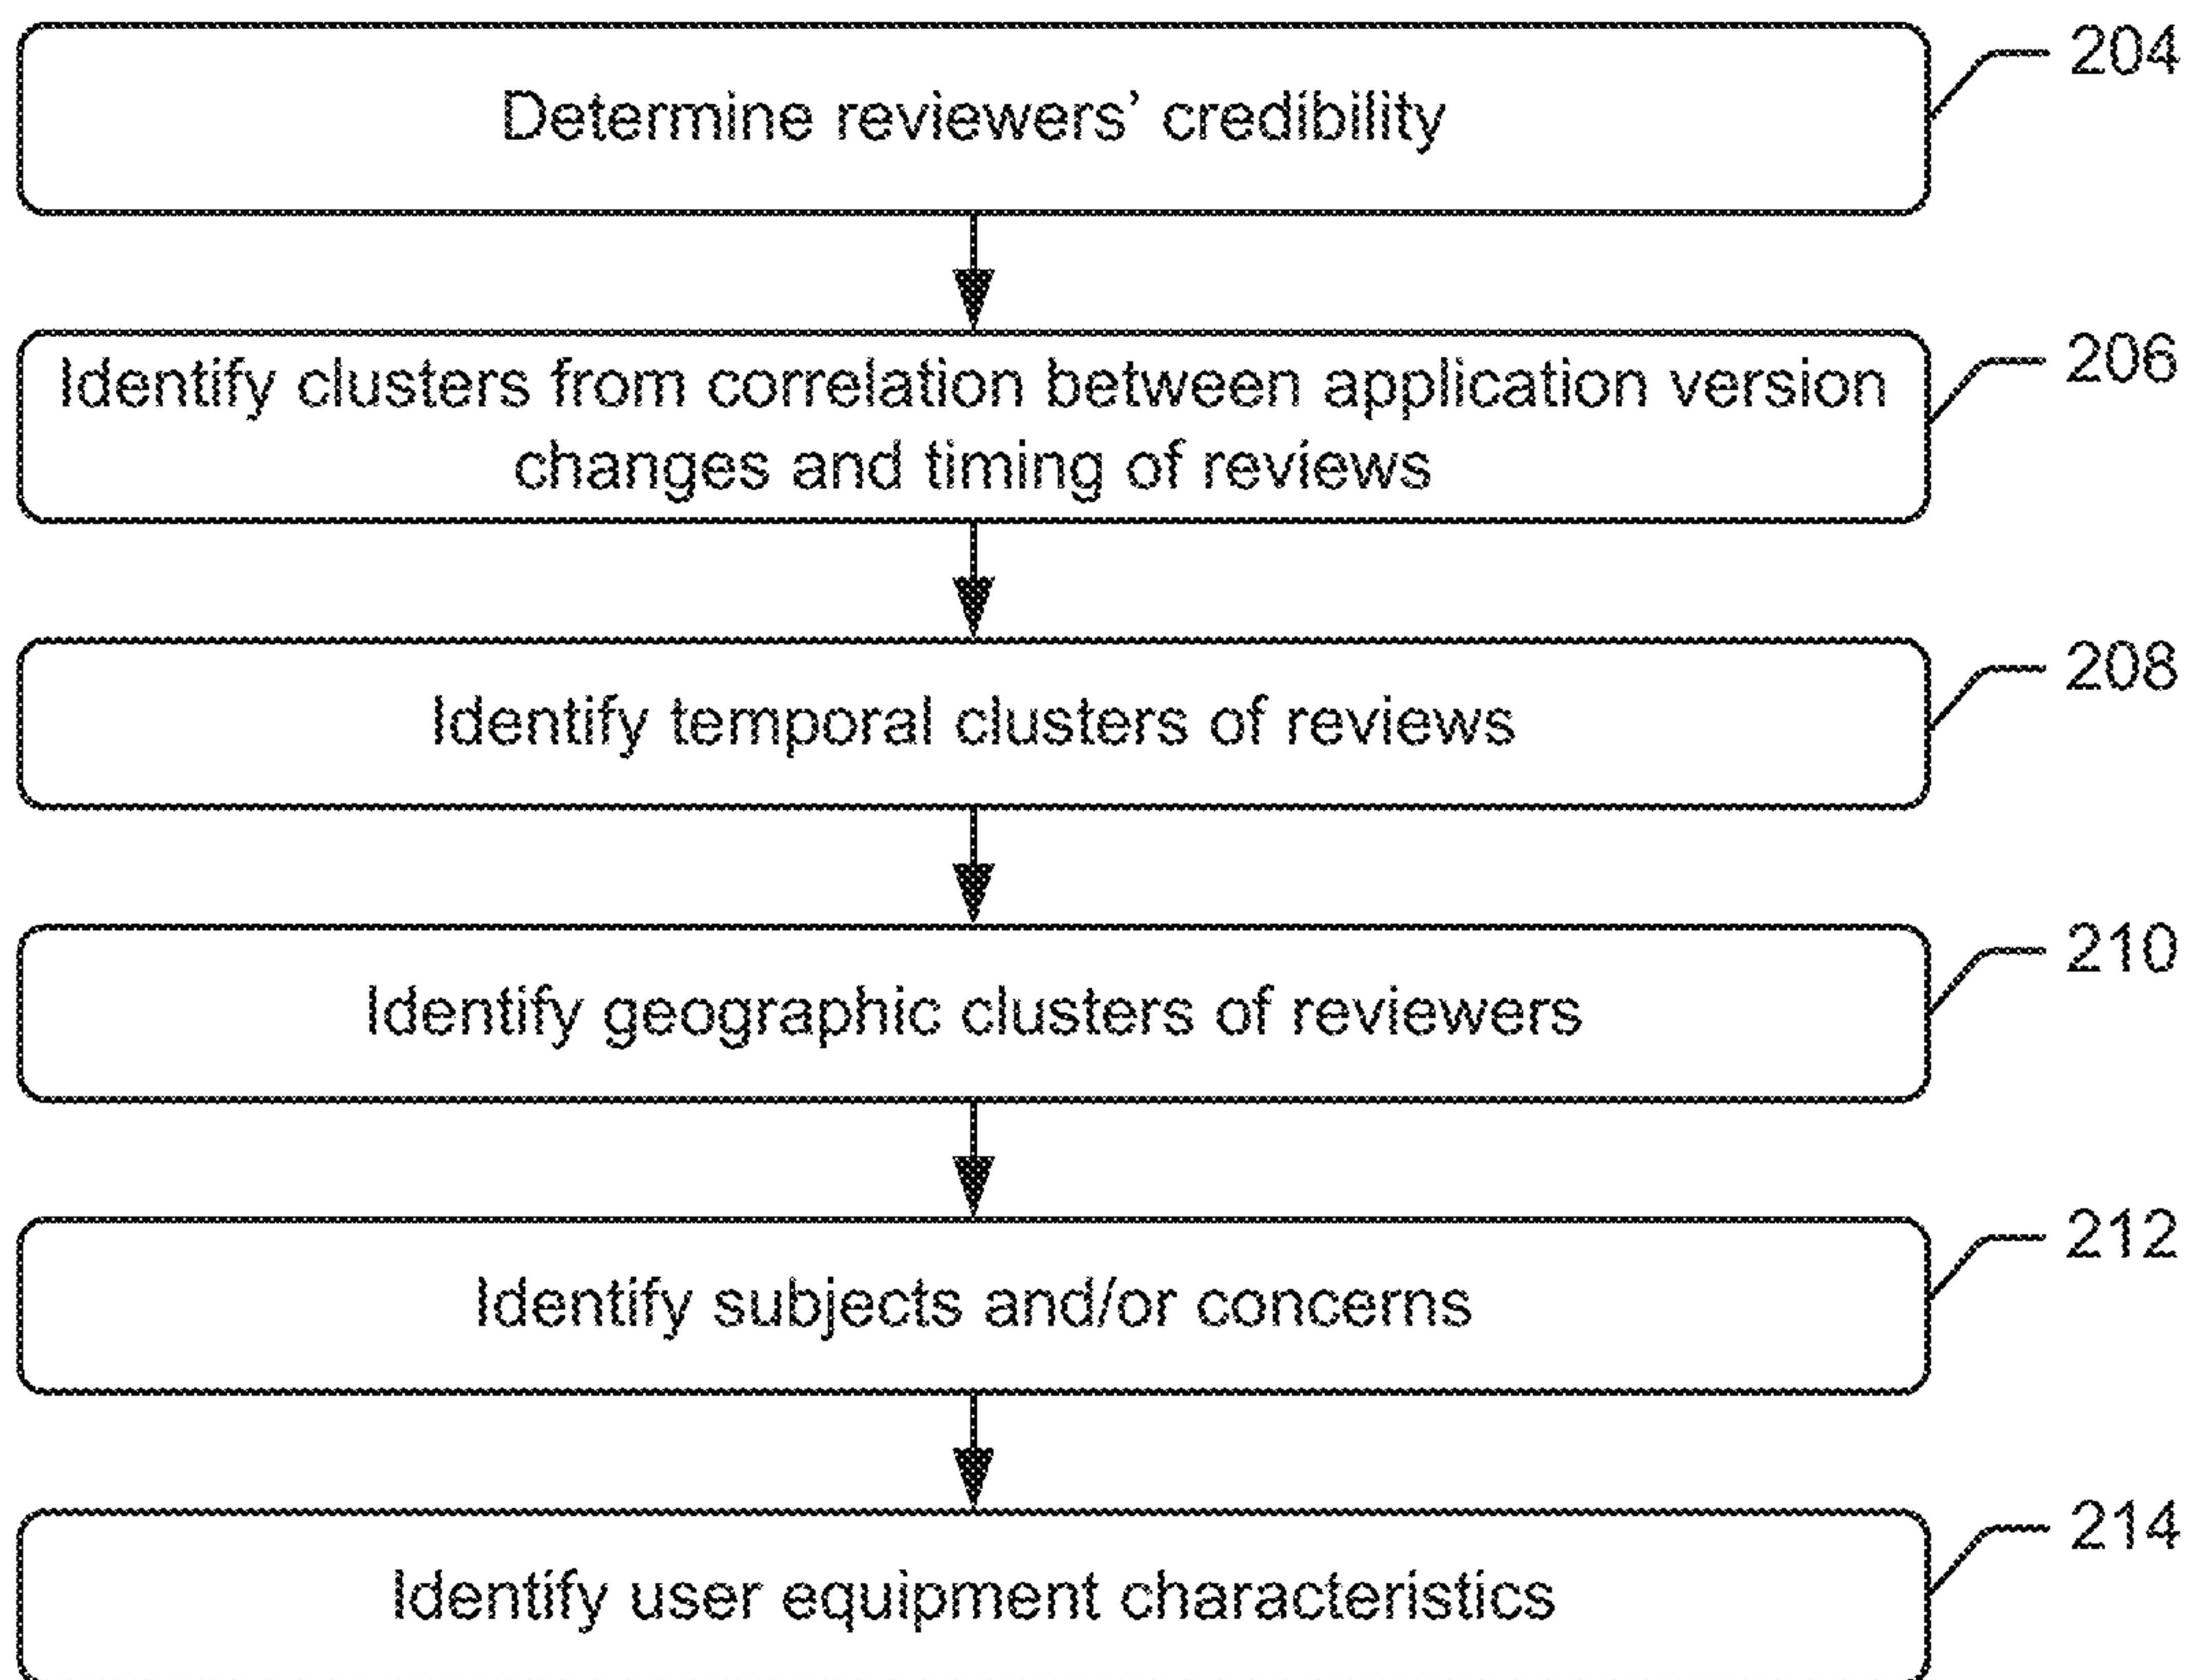 204
Determine reviewers’ credibility
206
Identify clusters from correlation between application version
changes and timing of reviews
208
Identify temporal clusters of reviews
210
Identify geographic clusters of reviewers
212
Identify subjects and/or concerns
214
Identify user equipment characteristics